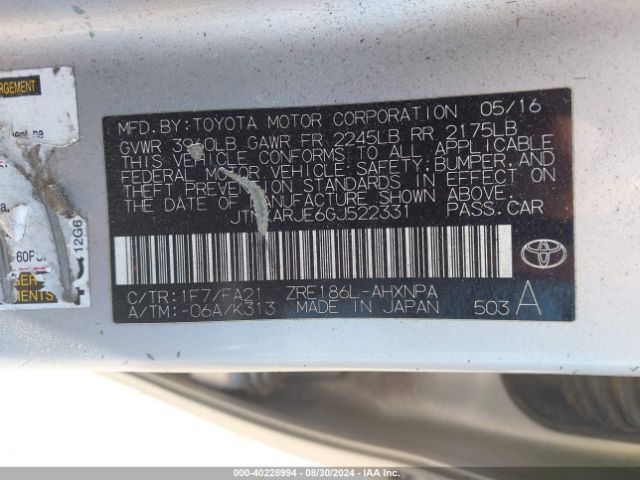 MFD. BY: TOYOTA MOTOR CORPORATION 05/16
GVWR LB GAWR FR 2245LB RR 2175LB
THIS VEHICLE CONFORMS TO ALL APPLICABLE
FEDERAL MOTOR VEHICLE SAFETY, BUMPER, AND
THEFT PREVENTION STANDARDS IN EFFECT ON
THE DATE OF MANUFACTURE SHOWN ABOVE.
PASS. CAR
C/TR: 1F7/FA21 ZRE186L-AHXNPA
A/TM: -06A/K313 MADE IN JAPAN 503 A
TOYOTA
12G6
000-40228994 - 08/30/2024 - IAA Inc.